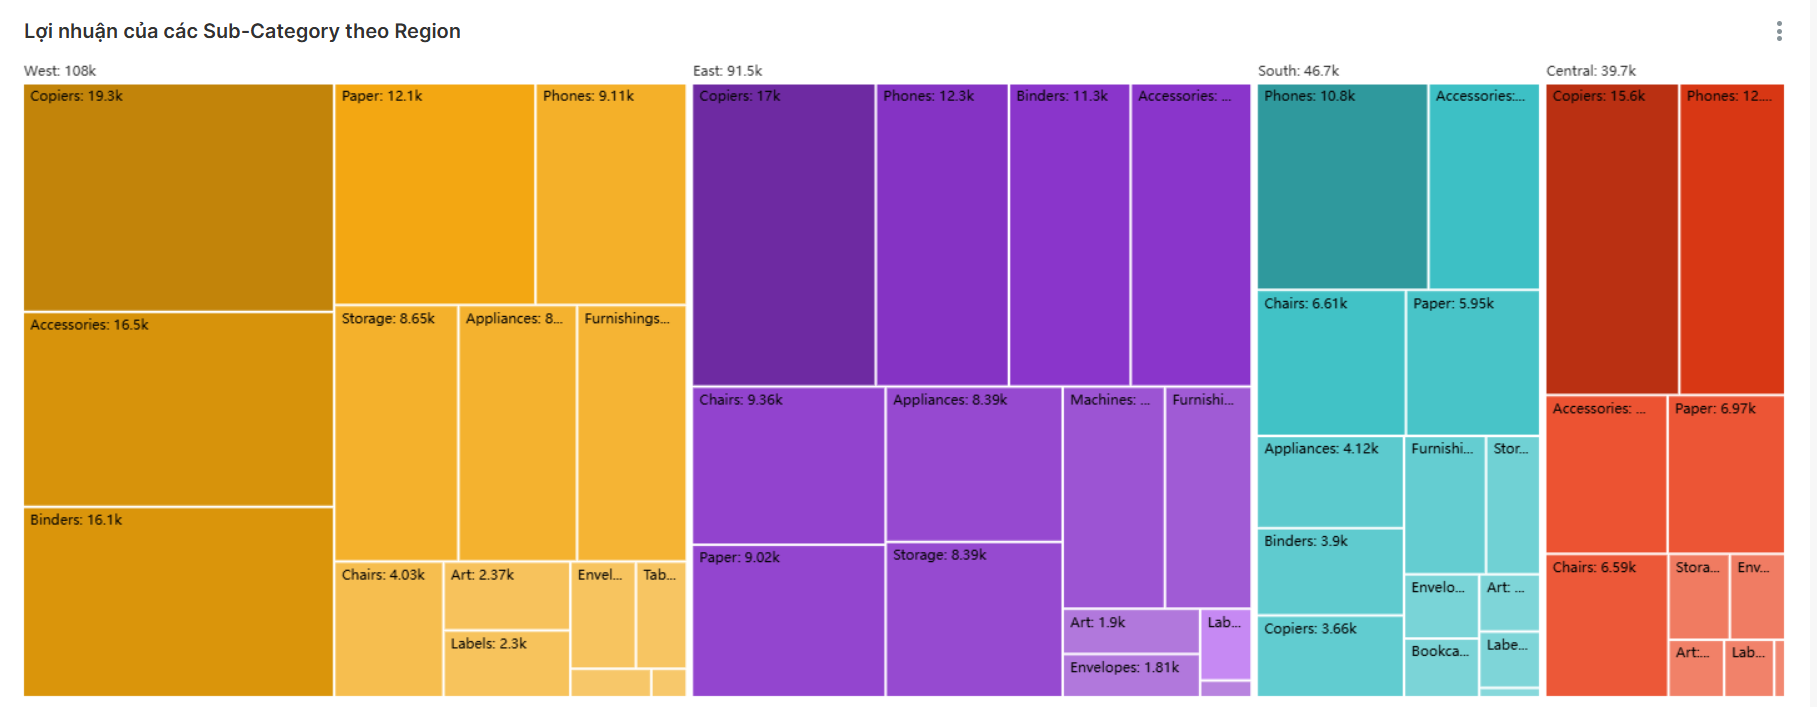 Lợi nhuận của các Sub-Category theo Region
West: 108k
Copiers: 19.3k
Paper: 12.1k
Phones: 9.11k
Accessories: 16.5k
Storage: 8.65k
Appliances: 8...
Furnishings...
Binders: 16.1k
Chairs: 4.03k
Art: 2.37k
Envel...
Tab...
Labels: 2.3k
East: 91.5k
Copiers: 17k
Phones: 12.3k
Binders: 11.3k
Accessories: ...
Chairs: 9.36k
Appliances: 8.39k
Machines: ...
Furnishi...
Paper: 9.02k
Storage: 8.39k
Art: 1.9k
Lab...
Envelopes: 1.81k
South: 46.7k
Phones: 10.8k
Accessories:...
Chairs: 6.61k
Paper: 5.95k
Appliances: 4.12k
Furnishi...
Stor...
Binders: 3.9k
Envelo...
Art: ...
Copiers: 3.66k
Bookca...
Labe...
Central: 39.7k
Copiers: 15.6k
Phones: 12....
Accessories: ...
Paper: 6.97k
Chairs: 6.59k
Stora...
Env...
Art:...
Lab...